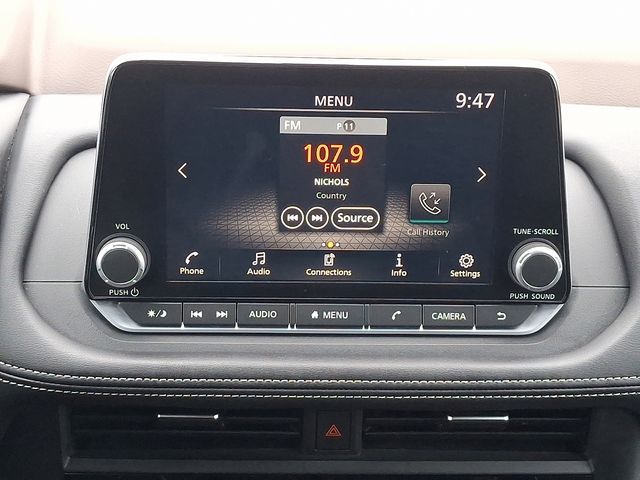 MENU 9:47
FM P 11
107.9
FM
NICHOLS
Country
Source
Call History
Phone Audio Connections Info Settings
VOL
PUSH
TUNE·SCROLL
PUSH SOUND
AUDIO MENU CAMERA